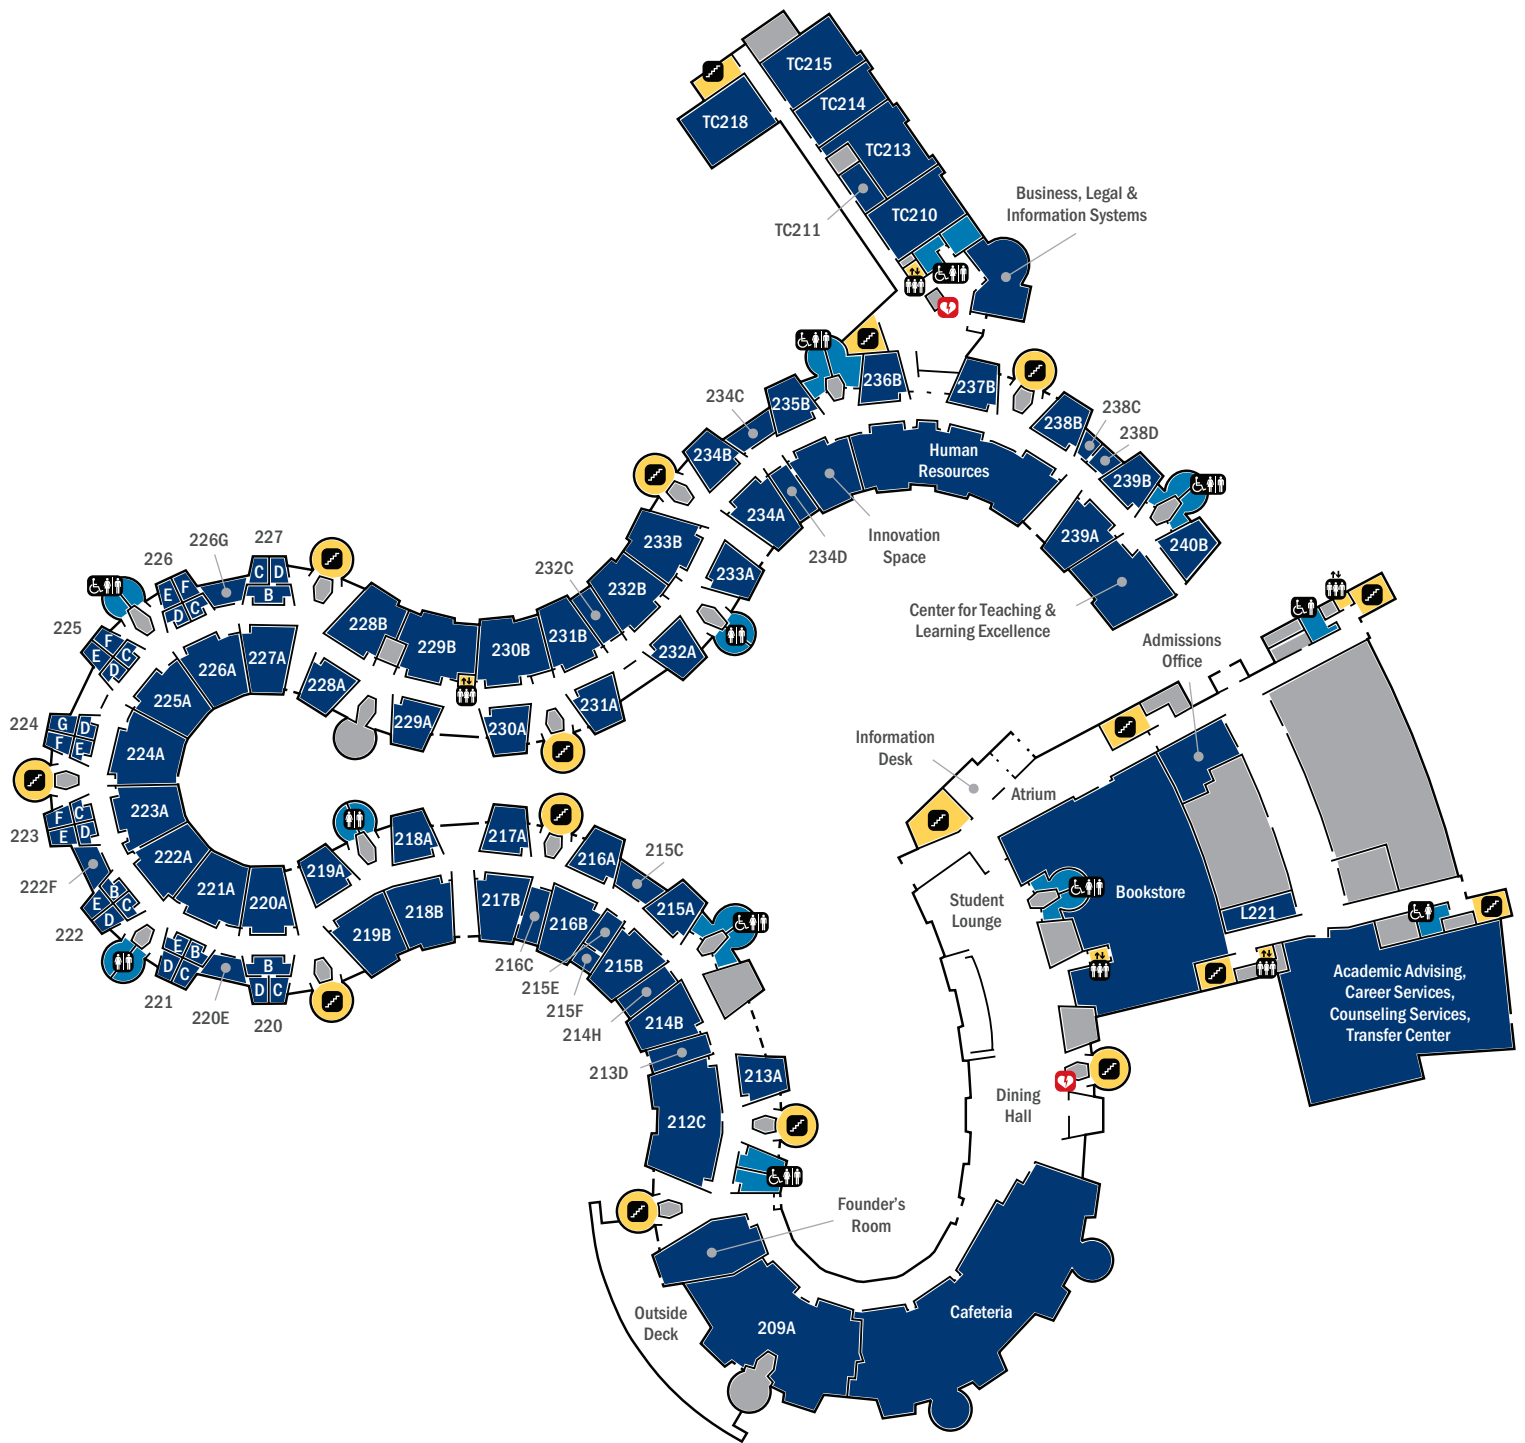 TC215
TC214
TC218
TC213
TC210
TC211
Business, Legal &
Information Systems
236B
237B
235B
234C
234B
238B
238C
238D
239B
240B
239A
Human
Resources
234A
234D
Innovation
Space
Center for Teaching &
Learning Excellence
233B
233A
232C
232B
232A
231B
231A
230B
230A
229B
229A
228B
228A
227
C
D
B
227A
226G
226
E
F
D
C
226A
225
F
E
C
D
225A
224
G
D
F
E
224A
223
F
C
E
D
223A
222F
222
B
E
C
D
222A
221
E
B
D
C
221A
220E
220
B
D
C
220A
219A
219B
218A
218B
217A
217B
216A
216B
216C
215C
215A
215E
215F
215B
214H
214B
213D
213A
212C
Founder's
Room
Outside
Deck
209A
Cafeteria
Dining
Hall
Student
Lounge
Bookstore
Atrium
Information
Desk
Admissions
Office
L221
Academic Advising,
Career Services,
Counseling Services,
Transfer Center